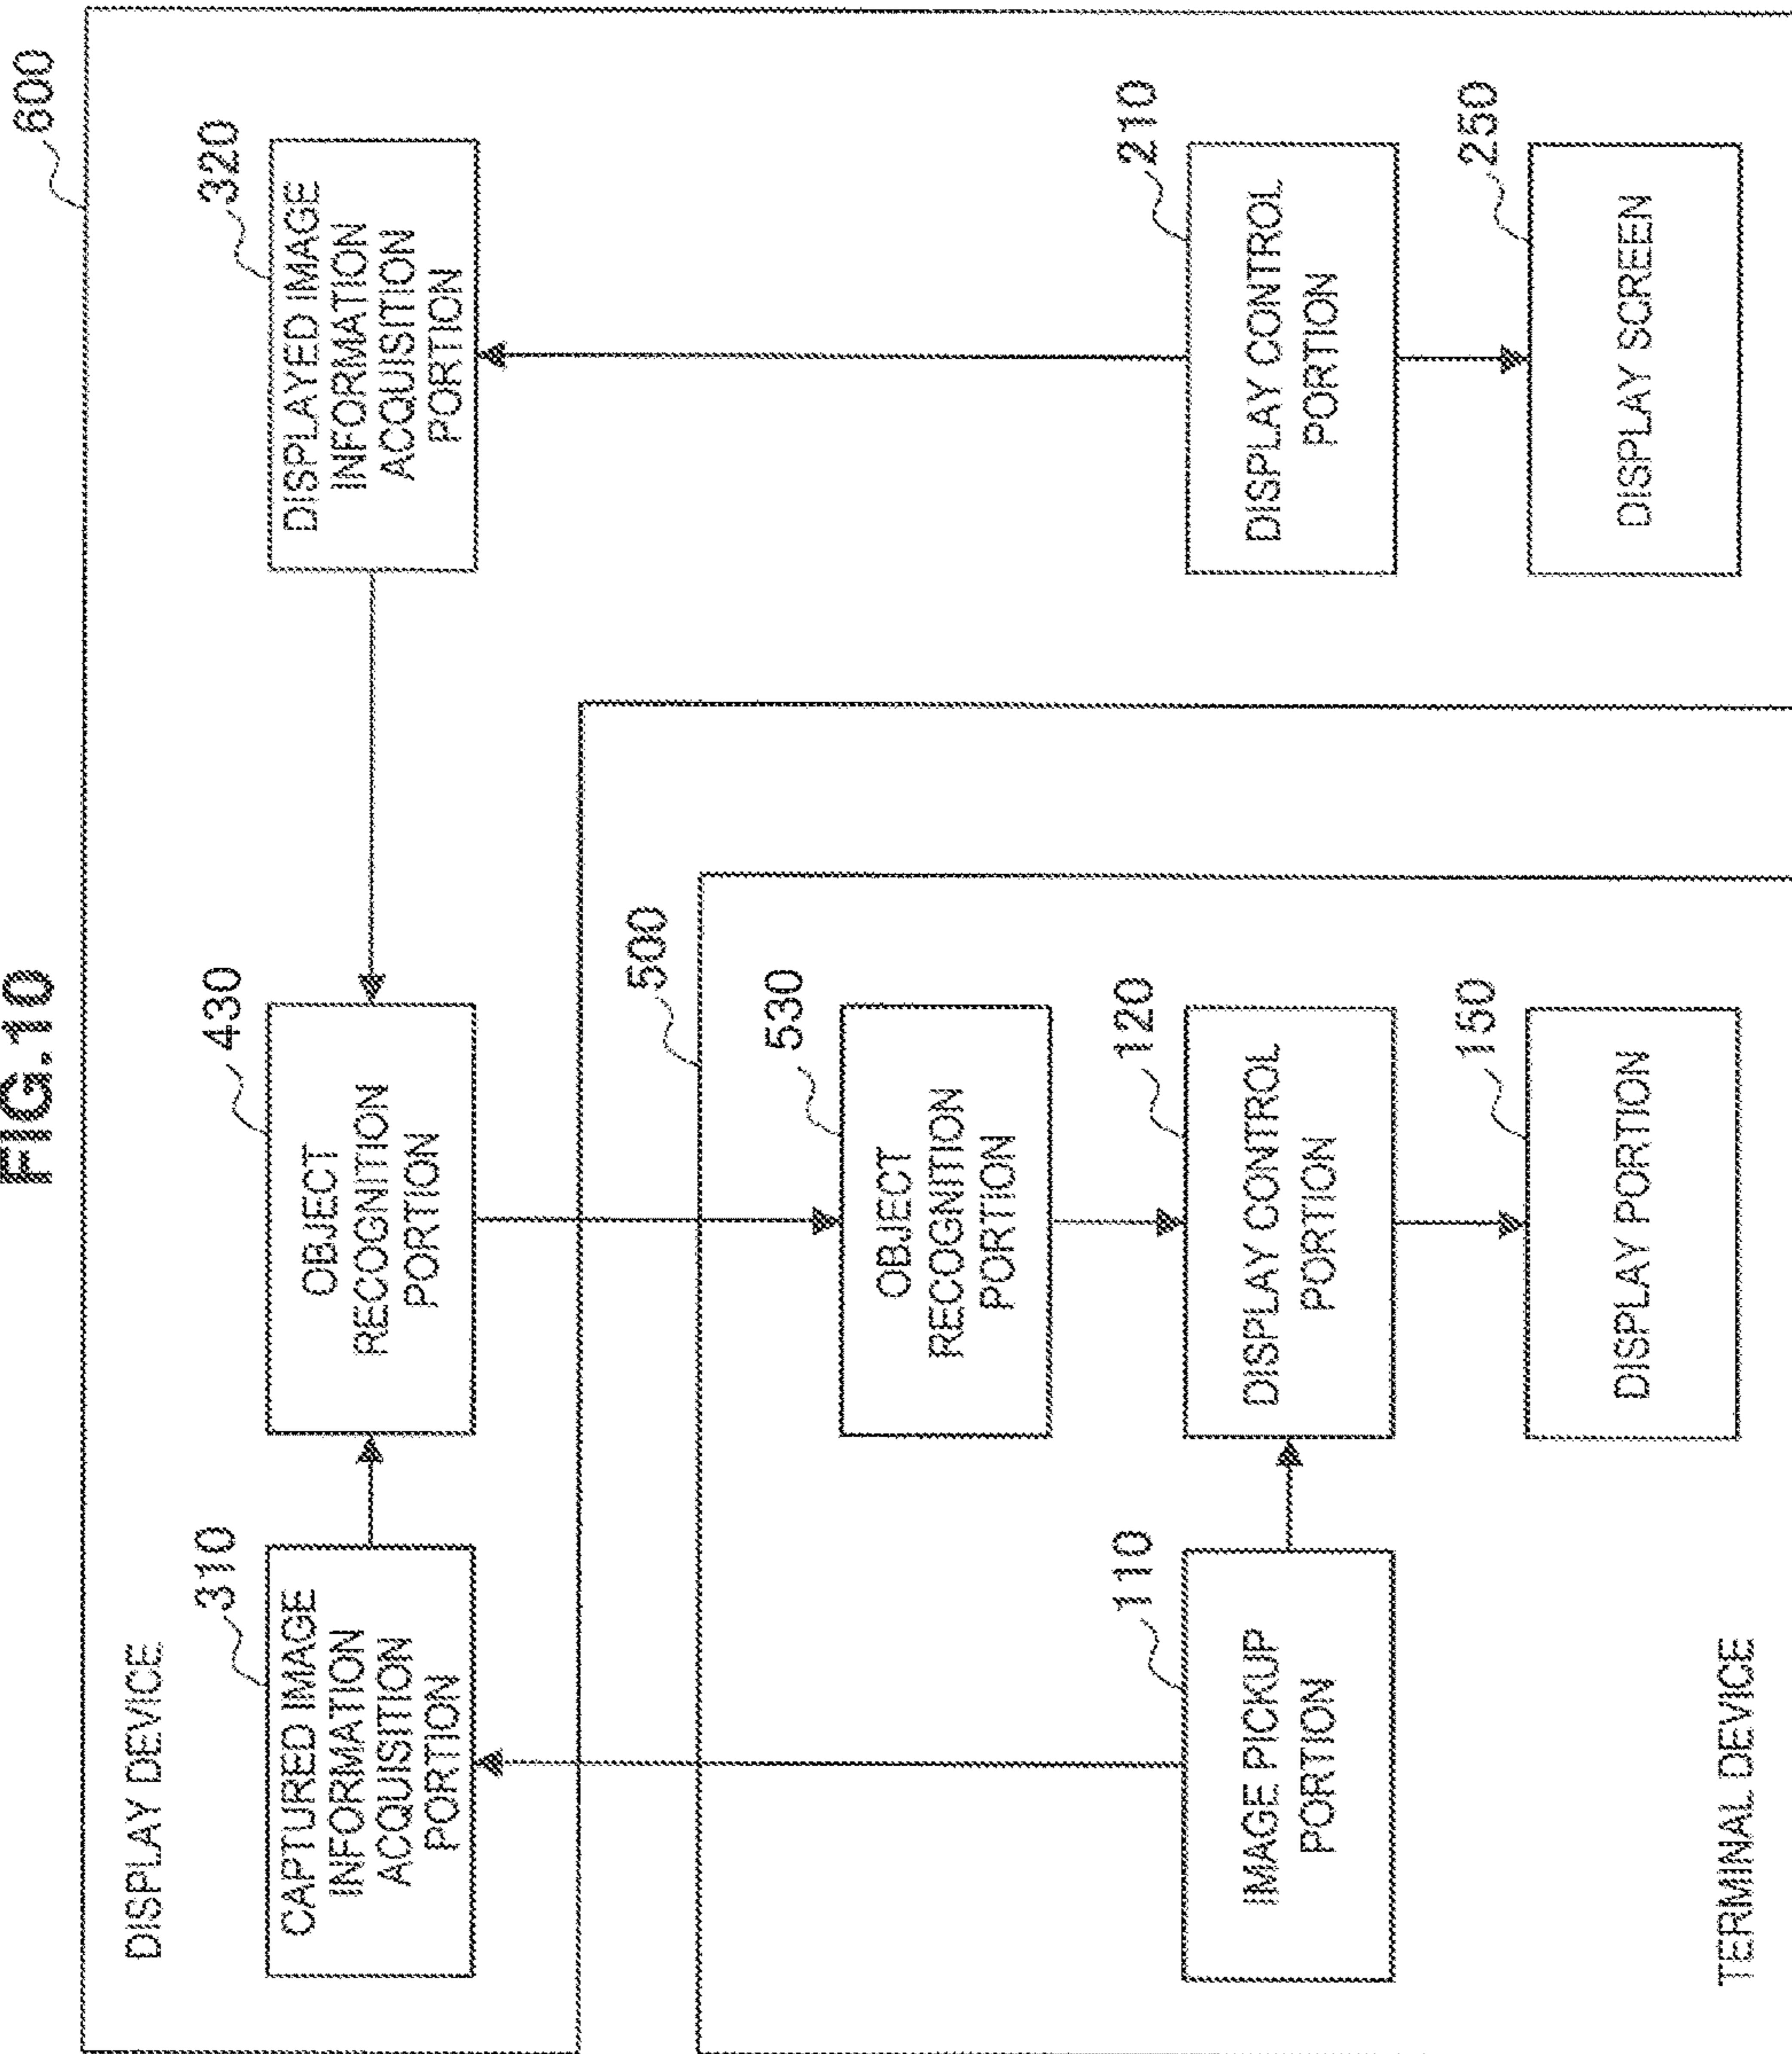 FIG.10
600
DISPLAY DEVICE
310
CAPTURED IMAGE
INFORMATION
ACQUISITION
PORTION
430
OBJECT
RECOGNITION
PORTION
320
DISPLAYED IMAGE
INFORMATION
ACQUISITION
PORTION
500
530
OBJECT
RECOGNITION
PORTION
110
IMAGE PICKUP
PORTION
120
DISPLAY CONTROL
PORTION
210
DISPLAY CONTROL
PORTION
150
DISPLAY PORTION
250
DISPLAY SCREEN
TERMINAL DEVICE